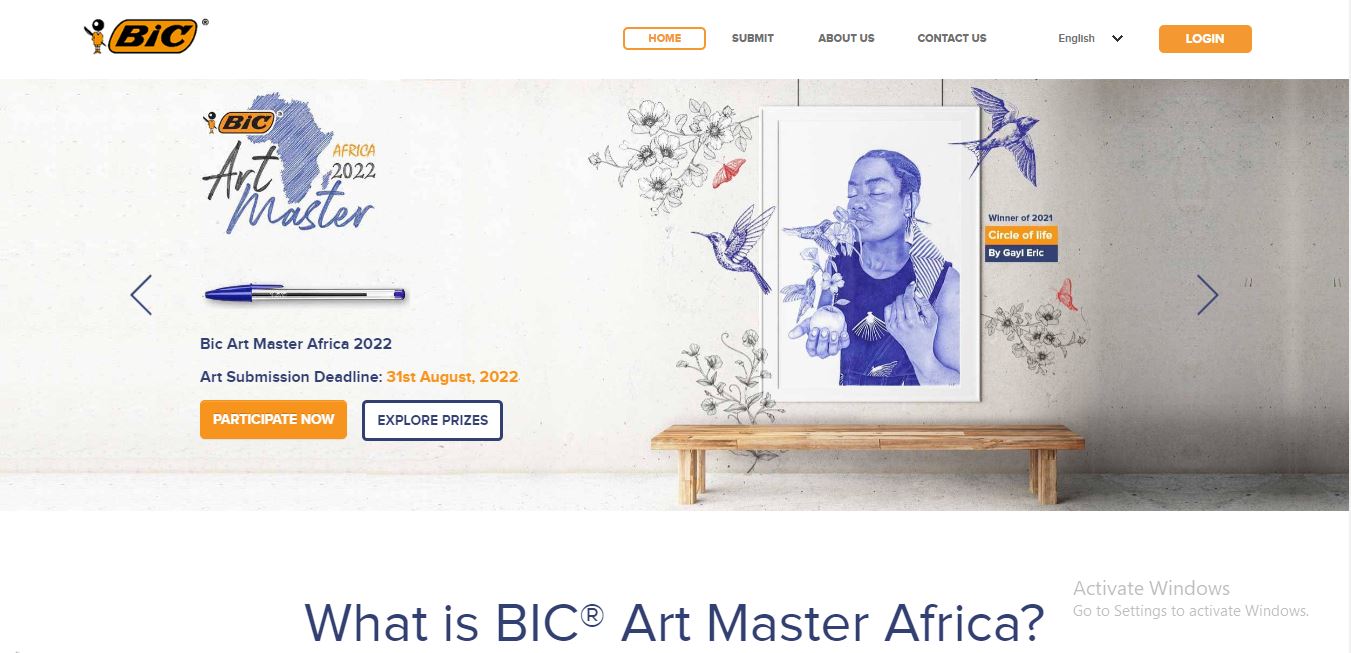 BiC®
HOME
SUBMIT
ABOUT US
CONTACT US
English
LOGIN
BiC®
Art
Master
AFRICA
2022
Winner of 2021
Circle of life
By Gayl Eric
Bic Art Master Africa 2022
Art Submission Deadline: 31st August, 2022
PARTICIPATE NOW
EXPLORE PRIZES
What is BIC® Art Master Africa?
Activate Windows
Go to Settings to activate Windows.